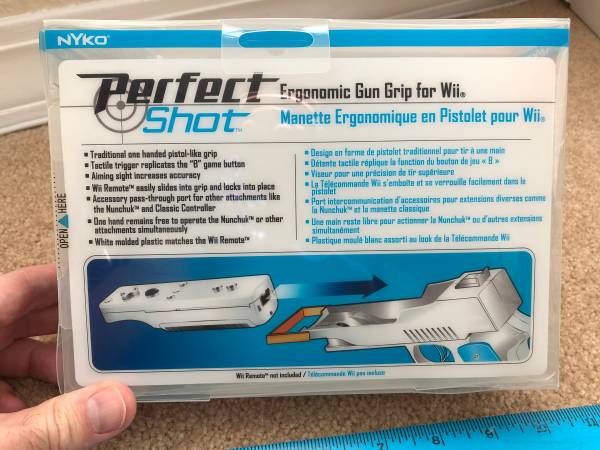 NYKO®
Perfect Shot™
Ergonomic Gun Grip for Wii®
Manette Ergonomique en Pistolet pour Wii®
▪ Traditional one handed pistol-like grip
▪ Tactile trigger replicates the "B" game button
▪ Aiming sight increases accuracy
▪ Wii Remote™ easily slides into grip and locks into place
▪ Accessory pass-through port for other attachments like
the Nunchuk™ and Classic Controller
▪ One hand remains free to operate the Nunchuk™ or other
attachments simultaneously
▪ White molded plastic matches the Wii Remote™
▪ Design en forme de pistolet traditionnel pour tir à une main
▪ Détente tactile réplique la fonction du bouton de jeu « B »
▪ Viseur pour une précision de tir superieure
▪ La Télécommande Wii s'emboîte et se verrouille facilement dans le
pistolet
▪ Port intercommunication d'accessoires pour extensions diverses comme
la Nunchuk™ et la manette classique
▪ Une main reste libre pour actionner la Nunchuk™ ou d'autres extensions
simultanément
▪ Plastique moulé blanc assorti au look de la Télécommande Wii
OPEN HERE
Wii Remote™ not included / Télécommande Wii pas incluse
7 8 9